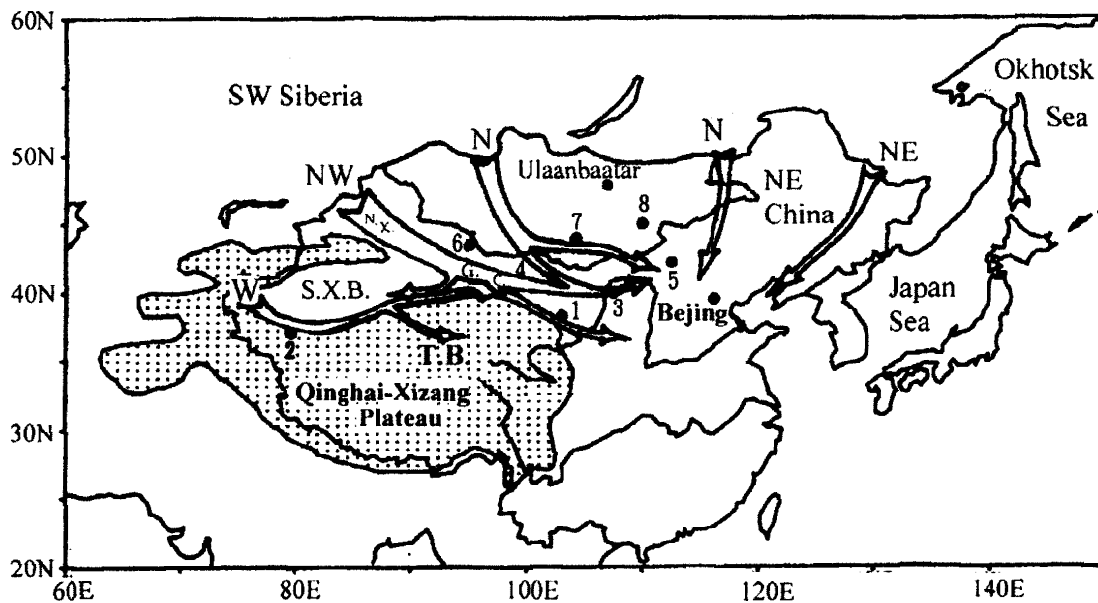 60N
50N
40N
30N
20N
60E
80E
100E
120E
140E
SW Siberia
Okhotsk
Sea
N
N
NE
NW
Ulaanbaatar
NE
China
N.
X.
8
7
6
5
G.
C
4
W
S.X.B.
3
1
Bejing
Japan
Sea
2
T.B
Qinghai-Xizang
Plateau